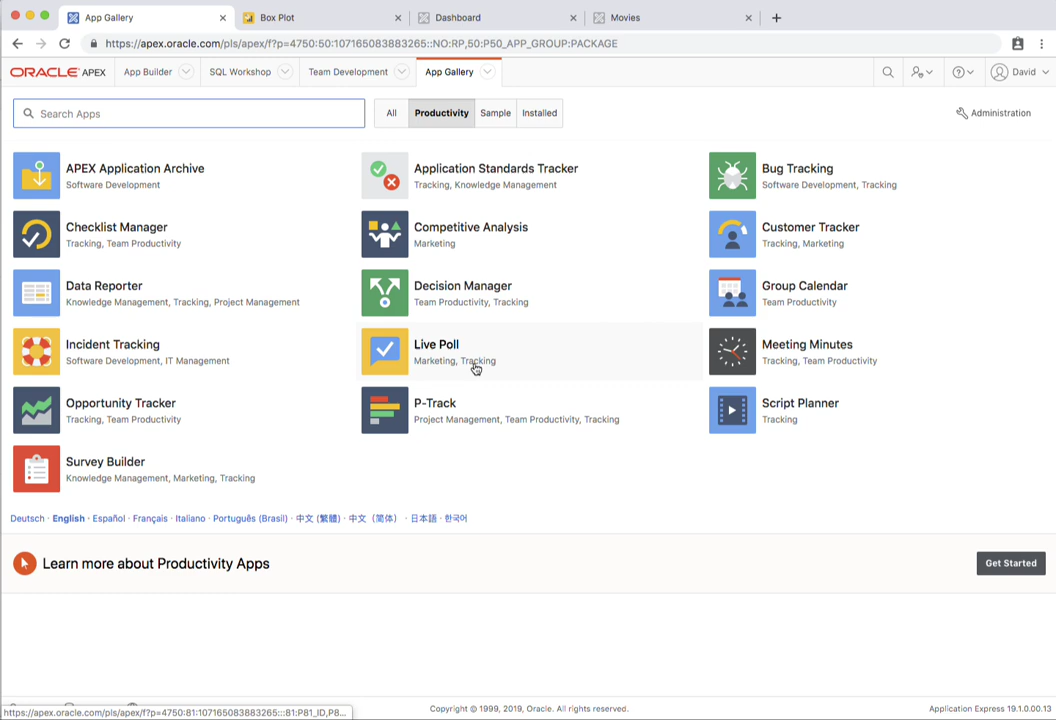 App Gallery
Box Plot
Dashboard
Movies
https://apex.oracle.com/pls/apex/f?p=4750:50:107165083883265::NO:RP,50:P50_APP_GROUP:PACKAGE
ORACLE APEX
App Builder
SQL Workshop
Team Development
App Gallery
David
Search Apps
All
Productivity
Sample
Installed
Administration
APEX Application Archive
Software Development
Application Standards Tracker
Tracking, Knowledge Management
Bug Tracking
Software Development, Tracking
Checklist Manager
Tracking, Team Productivity
Competitive Analysis
Marketing
Customer Tracker
Tracking, Marketing
Data Reporter
Knowledge Management, Tracking, Project Management
Decision Manager
Team Productivity, Tracking
Group Calendar
Team Productivity
Incident Tracking
Software Development, IT Management
Live Poll
Marketing, Tracking
Meeting Minutes
Tracking, Team Productivity
Opportunity Tracker
Tracking, Team Productivity
P-Track
Project Management, Team Productivity, Tracking
Script Planner
Tracking
Survey Builder
Knowledge Management, Marketing, Tracking
Deutsch · English · Español · Français · Italiano · Português (Brasil) · 中文 (繁體) · 中文（简体） · 日本語 · 한국어
Learn more about Productivity Apps
Get Started
Copyright © 1999, 2019, Oracle. All rights reserved.
Application Express 19.1.0.00.13
https://apex.oracle.com/pls/apex/f?p=4750:81:107165083883265:::81:P81_ID,P8...